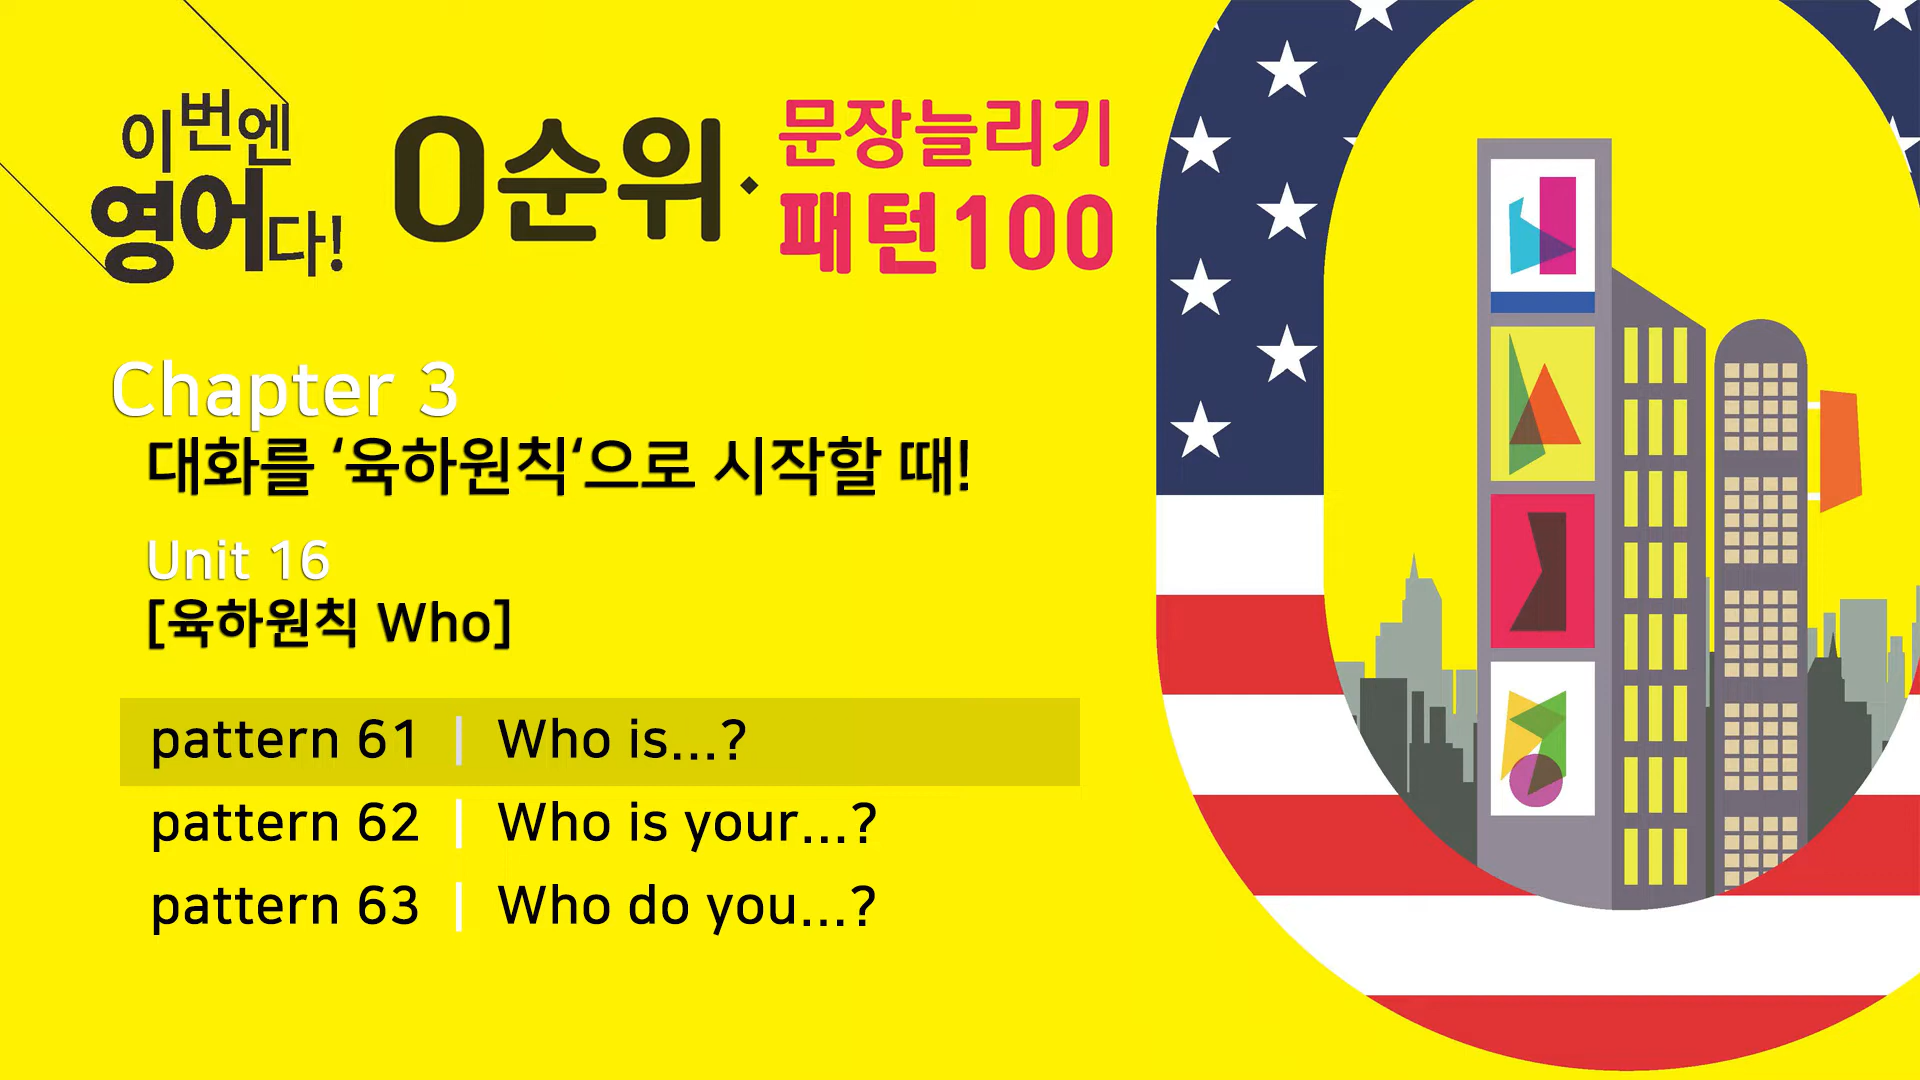 이번엔
영어다!
0순위·
문장늘리기
패턴100
Chapter 3
대화를 ‘육하원칙‘으로 시작할 때!
Unit 16
[육하원칙 Who]
pattern 61 | Who is...?
pattern 62 | Who is your...?
pattern 63 | Who do you...?